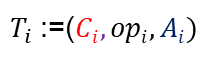 Tᵢ :=(Cᵢ, opᵢ, Aᵢ)